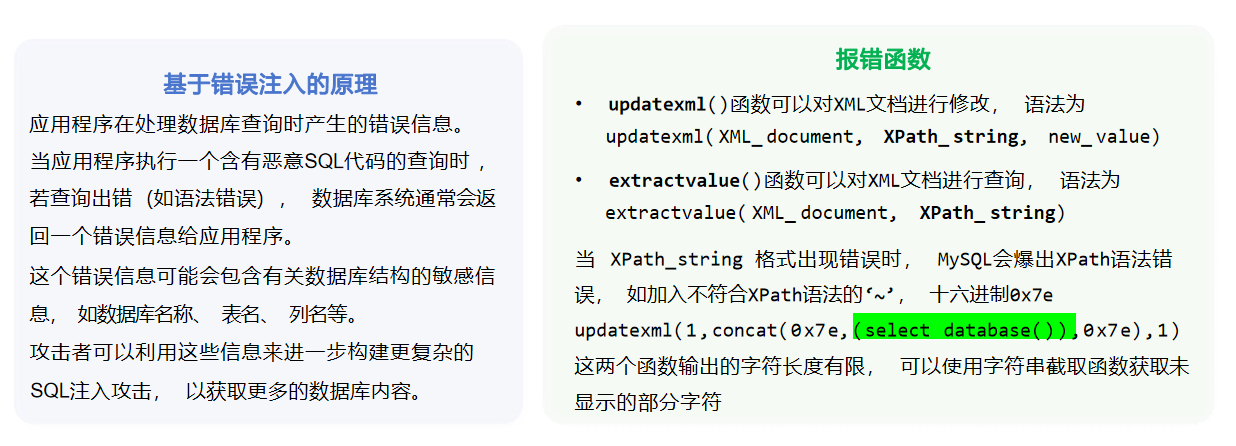 基于错误注入的原理
应用程序在处理数据库查询时产生的错误信息。
当应用程序执行一个含有恶意SQL代码的查询时，
若查询出错（如语法错误）， 数据库系统通常会返
回一个错误信息给应用程序。
这个错误信息可能会包含有关数据库结构的敏感信
息， 如数据库名称、 表名、 列名等。
攻击者可以利用这些信息来进一步构建更复杂的
SQL注入攻击， 以获取更多的数据库内容。
报错函数
• updatexml()函数可以对XML文档进行修改， 语法为
updatexml(XML_document, XPath_string, new_value)
• extractvalue()函数可以对XML文档进行查询， 语法为
extractvalue(XML_document, XPath_string)
当 XPath_string 格式出现错误时， MySQL会爆出XPath语法错
误， 如加入不符合XPath语法的‘~’， 十六进制0x7e
updatexml(1,concat(0x7e,(select database()),0x7e),1)
这两个函数输出的字符长度有限， 可以使用字符串截取函数获取未
显示的部分字符